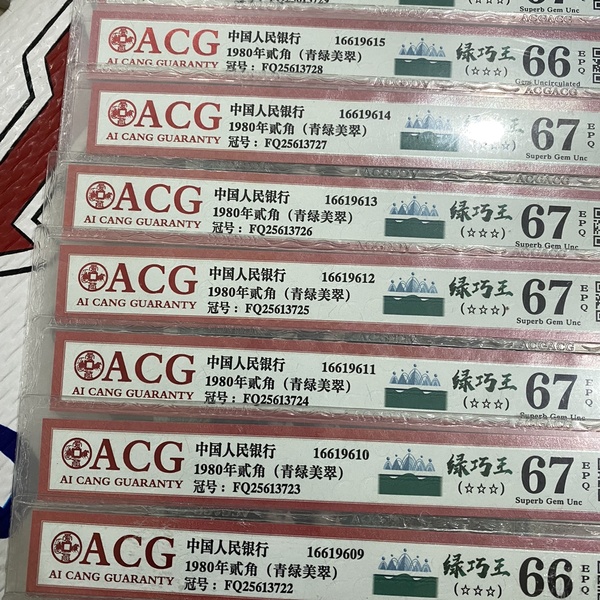 Superb Gem Unc
ACGACG
ACG
AI CANG GUARANTY
中国人民银行 16619615
1980年贰角（青绿美翠）
冠号：FQ25613728
绿巧王
(☆☆☆)
66
EPQ
Gem Uncirculated
ACGACG
ACG
AI CANG GUARANTY
中国人民银行 16619614
1980年贰角（青绿美翠）
冠号：FQ25613727
67
EPQ
Superb Gem Unc
ACG
AI CANG GUARANTY
中国人民银行 16619613
1980年贰角（青绿美翠）
冠号：FQ25613726
绿巧王
(☆☆☆)
67
EPQ
Superb Gem Unc
ACG
AI CANG GUARANTY
中国人民银行 16619612
1980年贰角（青绿美翠）
冠号：FQ25613725
绿巧王
(☆☆☆)
67
EPQ
Superb Gem Unc
ACGACG
ACG
AI CANG GUARANTY
中国人民银行 16619611
1980年贰角（青绿美翠）
冠号：FQ25613724
绿巧王
(☆☆☆)
67
EPQ
Superb Gem Unc
ACG
AI CANG GUARANTY
中国人民银行 16619610
1980年贰角（青绿美翠）
冠号：FQ25613723
绿巧王
(☆☆☆)
67
EPQ
Superb Gem Unc
ACG
AI CANG GUARANTY
中国人民银行 16619609
1980年贰角（青绿美翠）
冠号：FQ25613722
绿巧王
(☆☆☆)
66
EPQ